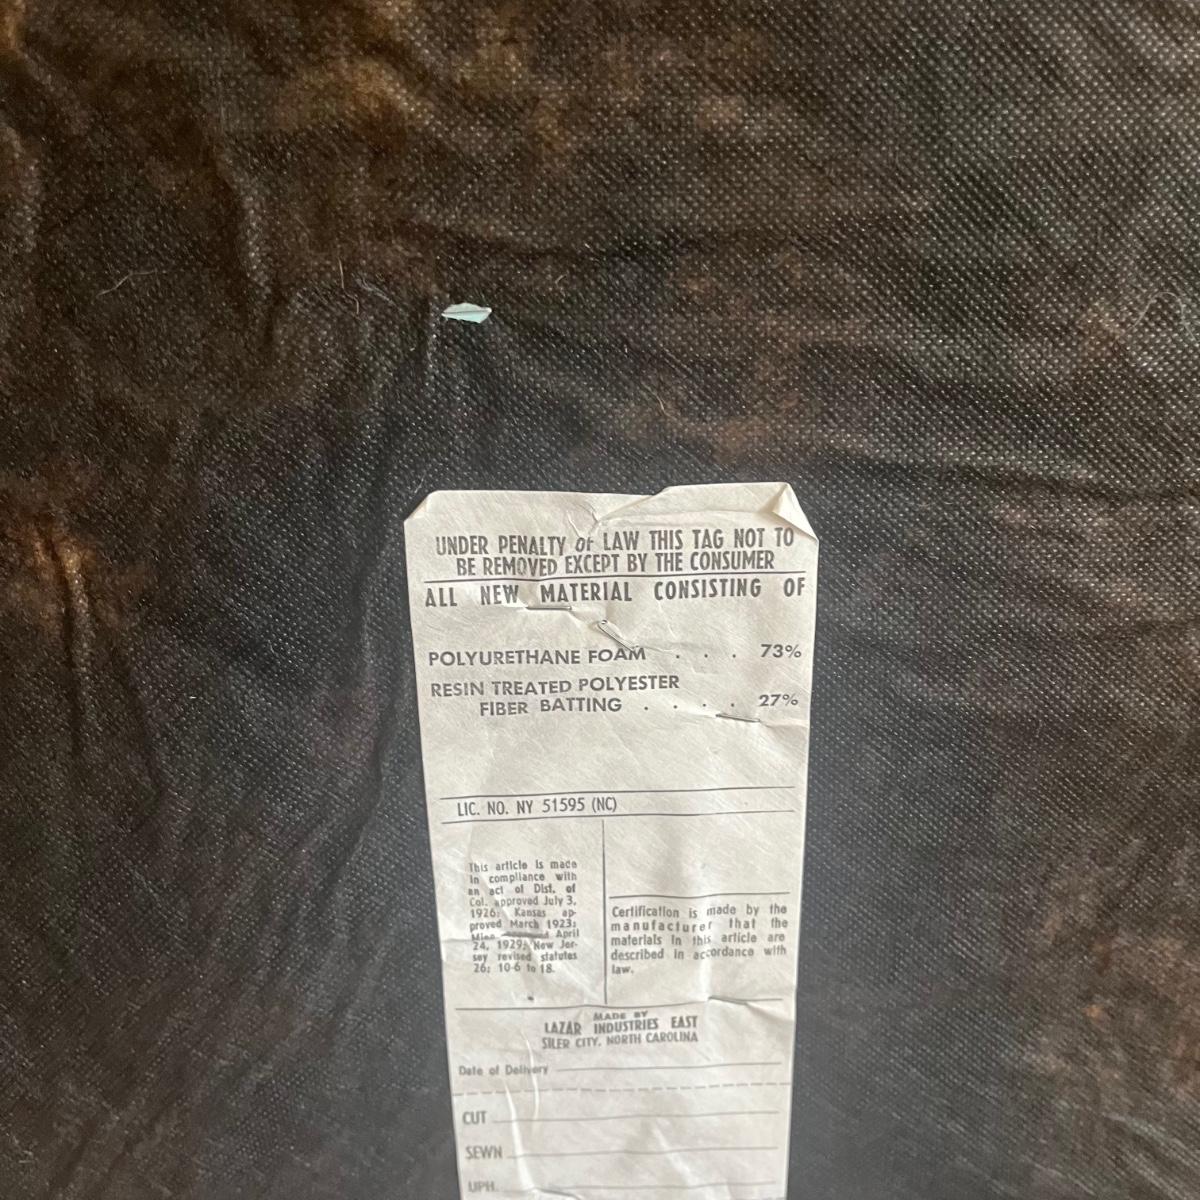 UNDER PENALTY OF LAW THIS TAG NOT TO
BE REMOVED EXCEPT BY THE CONSUMER
ALL NEW MATERIAL CONSISTING OF
POLYURETHANE FOAM . . . 73%
RESIN TREATED POLYESTER
FIBER BATTING . . . . 27%
LIC. NO. NY 51595 (NC)
This article is made
in compliance with
an act of Dist. of
Col. approved July 3,
1926; Kansas ap-
proved March 1923;
Minn. April
24, 1929; New Jer-
sey revised statutes
26: 10-6 to 18.
Certification is made by the
manufacturer that the
materials in this article are
described in accordance with
law.
MADE BY
LAZAR INDUSTRIES EAST
SILER CITY, NORTH CAROLINA
Date of Delivery
CUT
SEWN
UPH.